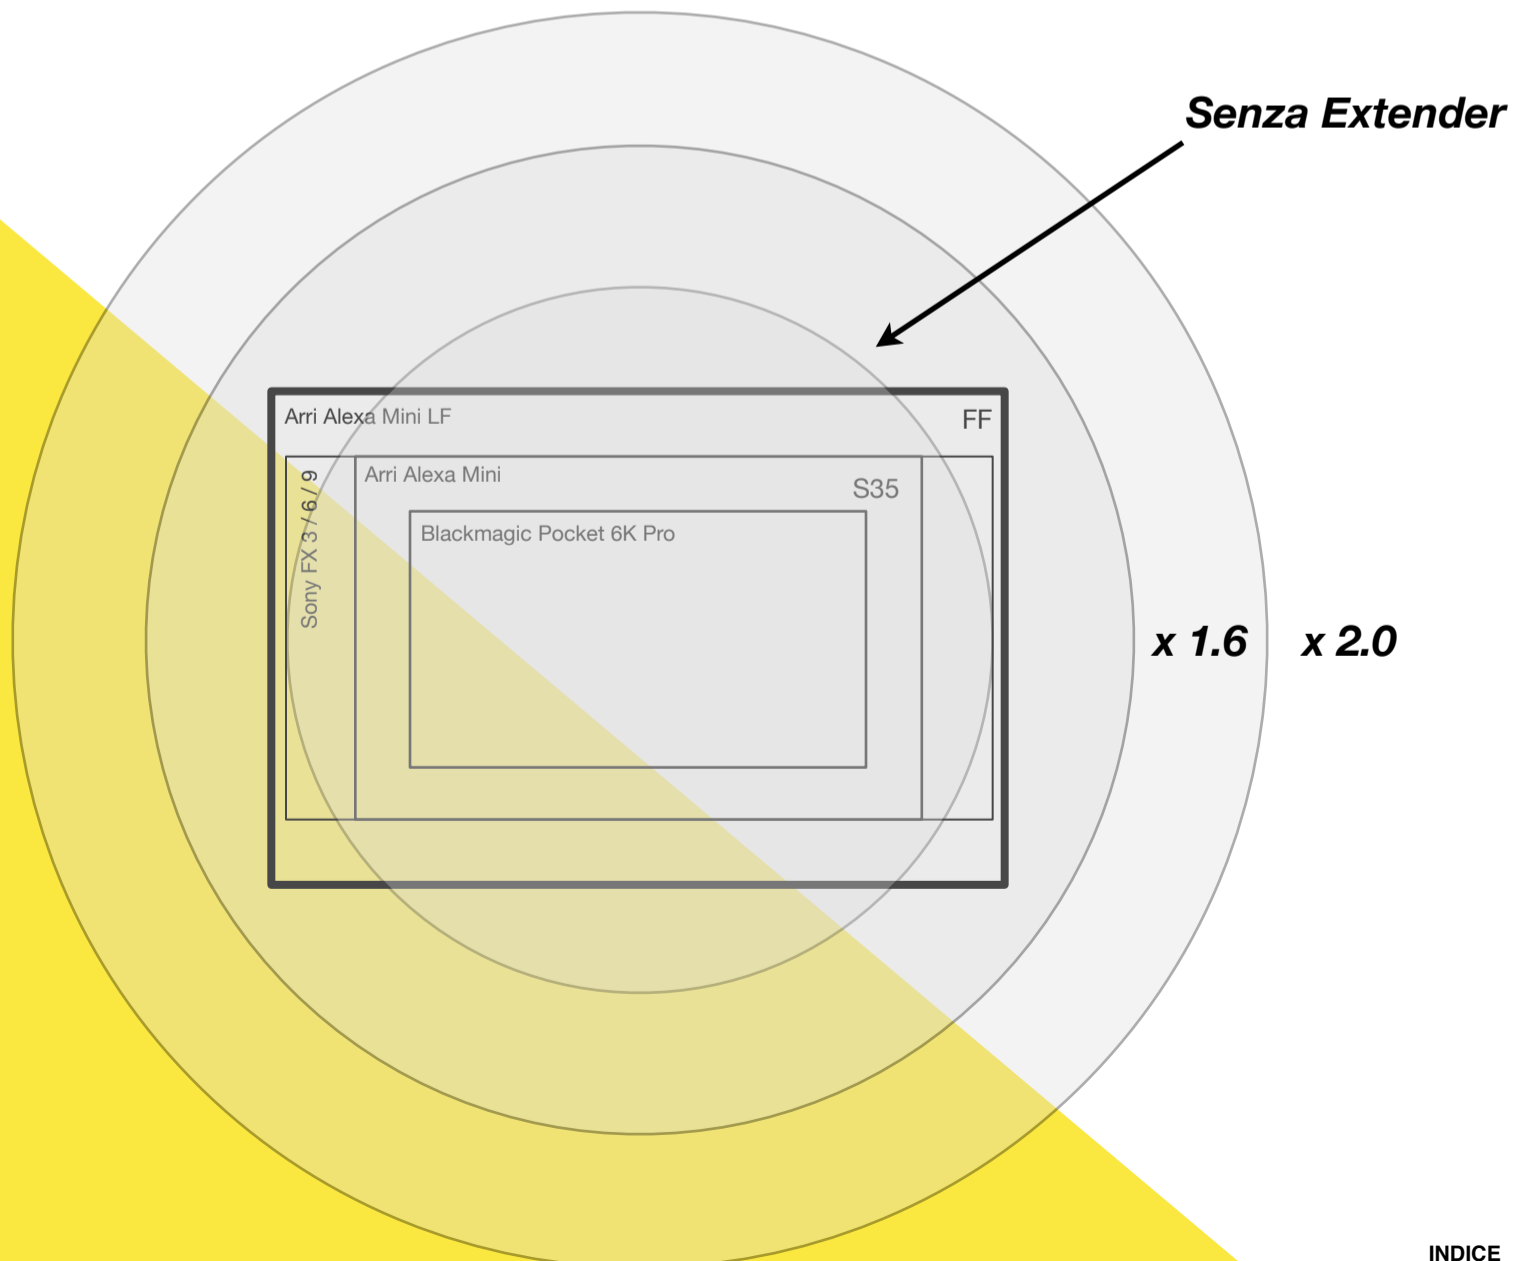 Senza Extender
Arri Alexa Mini LF
FF
Sony FX 3 / 6 / 9
Arri Alexa Mini
S35
Blackmagic Pocket 6K Pro
x 1.6
x 2.0
INDICE